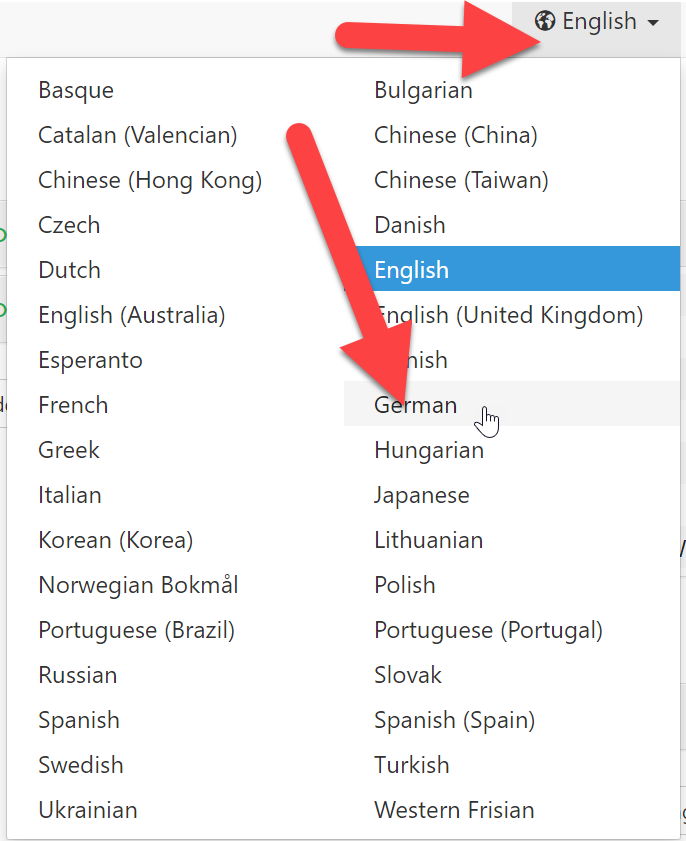 English
Basque
Bulgarian
Catalan (Valencian)
Chinese (China)
Chinese (Hong Kong)
Chinese (Taiwan)
Czech
Danish
Dutch
English
English (Australia)
English (United Kingdom)
Esperanto
French
German
Greek
Hungarian
Italian
Japanese
Korean (Korea)
Lithuanian
Norwegian Bokmål
Polish
Portuguese (Brazil)
Portuguese (Portugal)
Russian
Slovak
Spanish
Spanish (Spain)
Swedish
Turkish
Ukrainian
Western Frisian